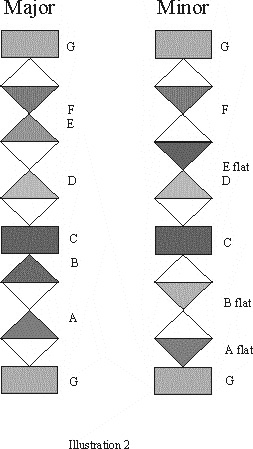 Major
Minor
G
G
F
F
E
E flat
D
D
C
C
B
B flat
A
A flat
G
G
Illustration 2